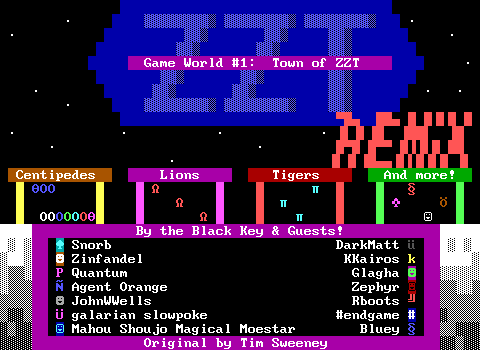 ZZT
Game World #1:  Town of ZZT
REMIX
Centipedes Lions Tigers And more!
By the Black Key & Guests!
Snorb DarkMatt ü
Zinfandel KKairos k
P Quantum Glagha
Ñ Agent Orange Zephyr
JohnWWells Rboots
Ü galarian slowpoke #endgame #
Mahou Shoujo Magical Moestar Bluey §
Original by Tim Sweeney